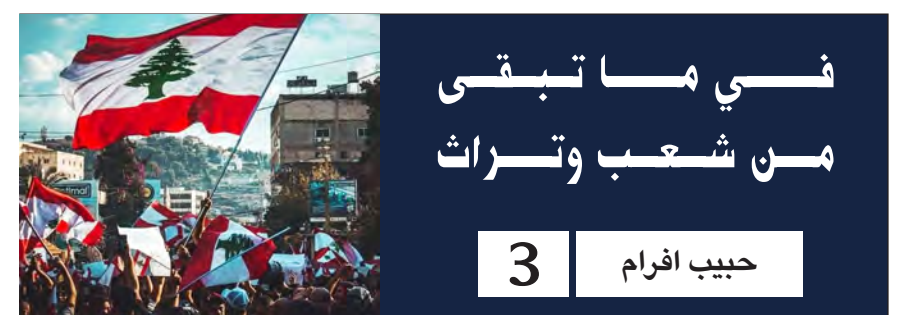 في ما تبقى
من شعب وتراث
حبيب افرام
3